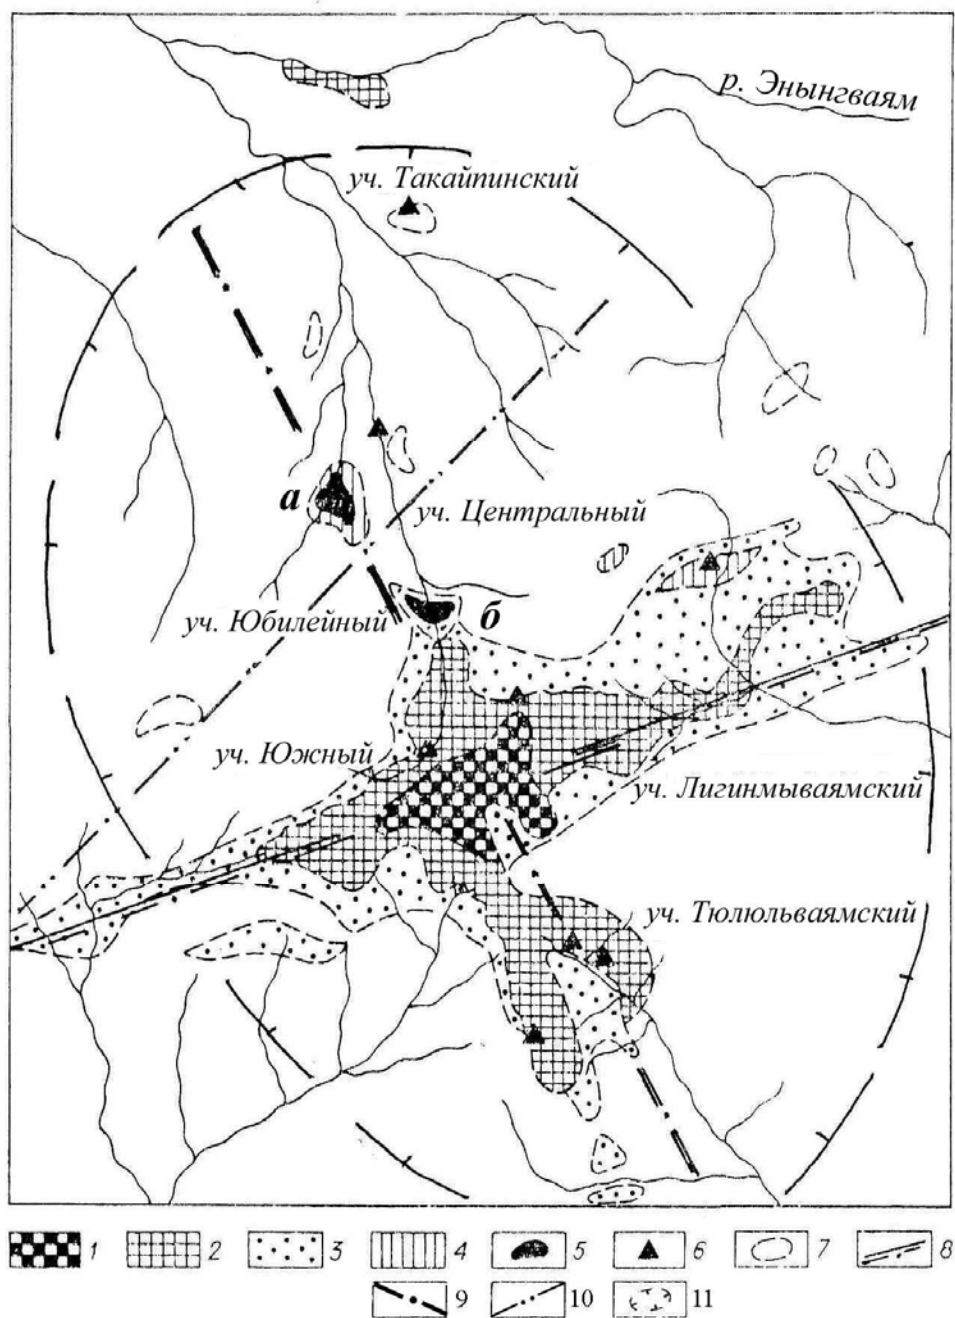 р. Энынгваям
уч. Такайпинский
а
уч. Центральный
уч. Юбилейный
б
уч. Южный
уч. Лигинмываямский
уч. Тюлюльваямский
1 2 3 4 5 6 7 8
9 10 11